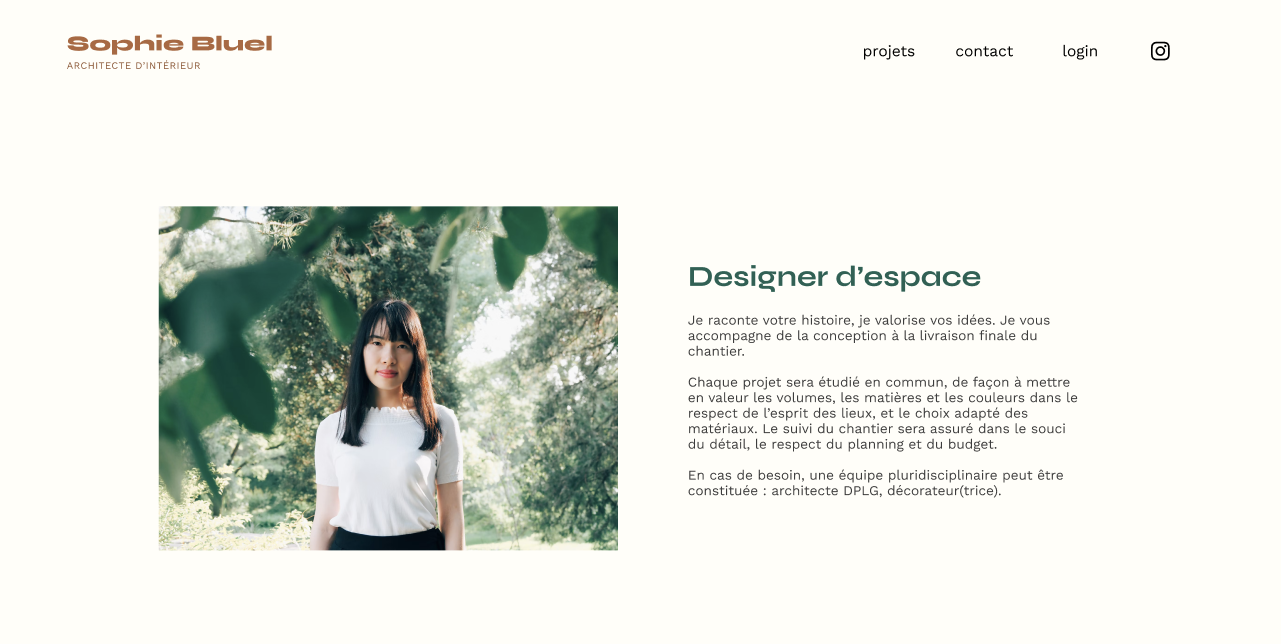 Sophie Bluel
ARCHITECTE D’INTÉRIEUR
projets contact login
Designer d’espace
Je raconte votre histoire, je valorise vos idées. Je vous
accompagne de la conception à la livraison finale du
chantier.
Chaque projet sera étudié en commun, de façon à mettre
en valeur les volumes, les matières et les couleurs dans le
respect de l’esprit des lieux, et le choix adapté des
matériaux. Le suivi du chantier sera assuré dans le souci
du détail, le respect du planning et du budget.
En cas de besoin, une équipe pluridisciplinaire peut être
constituée : architecte DPLG, décorateur(trice).